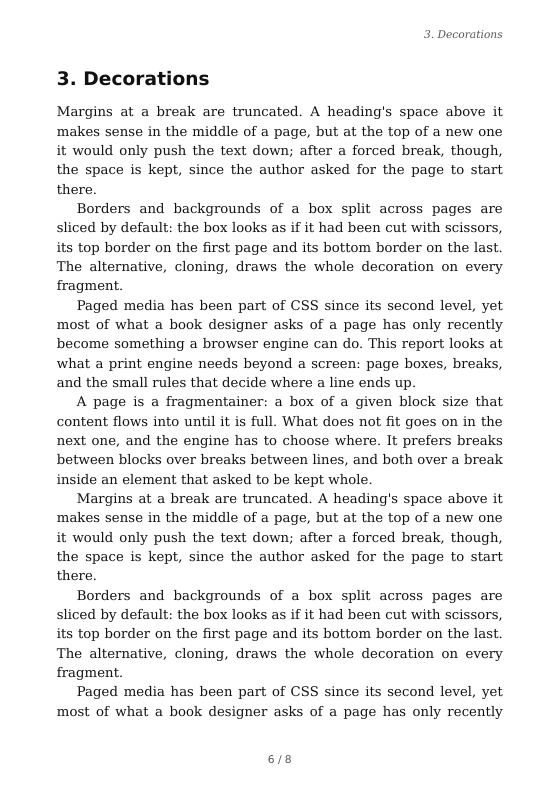 3. Decorations
3. Decorations
Margins at a break are truncated. A heading's space above it
makes sense in the middle of a page, but at the top of a new one
it would only push the text down; after a forced break, though,
the space is kept, since the author asked for the page to start
there.
Borders and backgrounds of a box split across pages are
sliced by default: the box looks as if it had been cut with scissors,
its top border on the first page and its bottom border on the last.
The alternative, cloning, draws the whole decoration on every
fragment.
Paged media has been part of CSS since its second level, yet
most of what a book designer asks of a page has only recently
become something a browser engine can do. This report looks at
what a print engine needs beyond a screen: page boxes, breaks,
and the small rules that decide where a line ends up.
A page is a fragmentainer: a box of a given block size that
content flows into until it is full. What does not fit goes on in the
next one, and the engine has to choose where. It prefers breaks
between blocks over breaks between lines, and both over a break
inside an element that asked to be kept whole.
Margins at a break are truncated. A heading's space above it
makes sense in the middle of a page, but at the top of a new one
it would only push the text down; after a forced break, though,
the space is kept, since the author asked for the page to start
there.
Borders and backgrounds of a box split across pages are
sliced by default: the box looks as if it had been cut with scissors,
its top border on the first page and its bottom border on the last.
The alternative, cloning, draws the whole decoration on every
fragment.
Paged media has been part of CSS since its second level, yet
most of what a book designer asks of a page has only recently
6 / 8